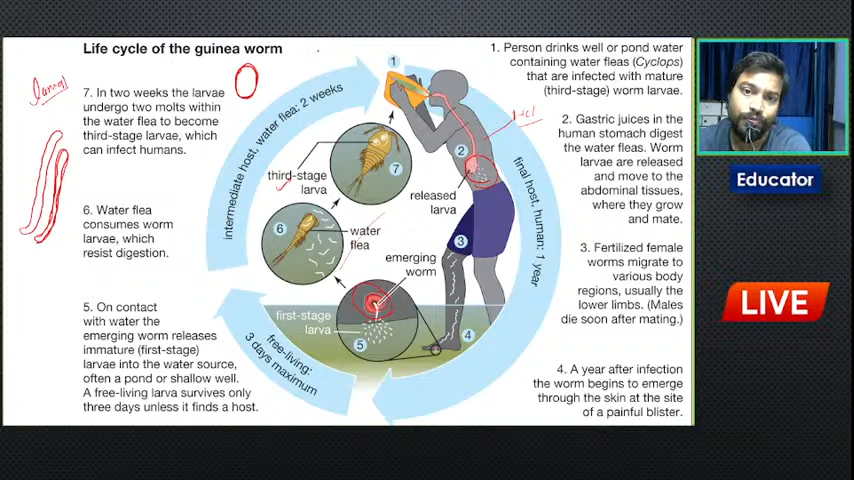 Life cycle of the guinea worm
larval
7. In two weeks the larvae
undergo two molts within
the water flea to become
third-stage larvae, which
can infect humans.
6. Water flea
consumes worm
larvae, which
resist digestion.
5. On contact
with water the
emerging worm releases
immature (first-stage)
larvae into the water source,
often a pond or shallow well.
A free-living larva survives only
three days unless it finds a host.
intermediate host, water flea: 2 weeks
final host, human: 1 year
free-living:
3 days maximum
1
2
3
4
5
6
7
third-stage
larva
water
flea
released
larva
emerging
worm
first-stage
larva
HCl
1. Person drinks well or pond water
containing water fleas (Cyclops)
that are infected with mature
(third-stage) worm larvae.
2. Gastric juices in the
human stomach digest
the water fleas. Worm
larvae are released
and move to the
abdominal tissues,
where they grow
and mate.
3. Fertilized female
worms migrate to
various body
regions, usually the
lower limbs. (Males
die soon after mating.)
4. A year after infection
the worm begins to emerge
through the skin at the site
of a painful blister.
Educator
LIVE